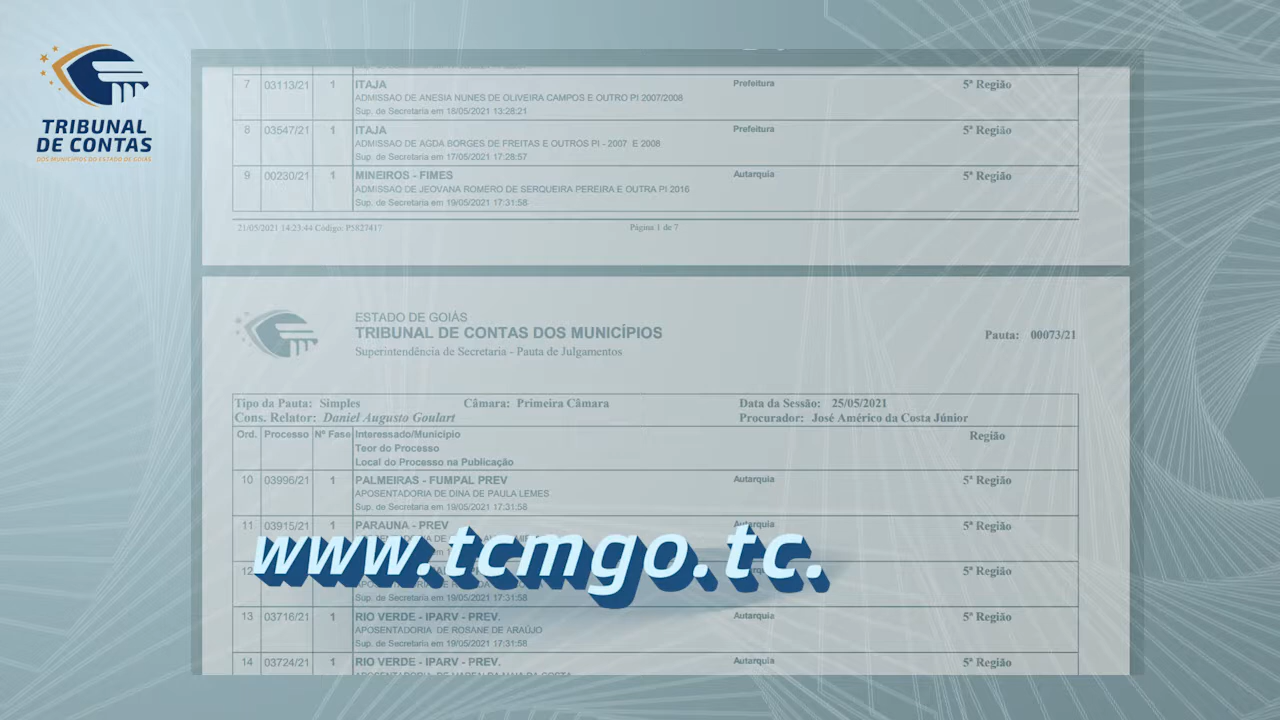 TRIBUNAL
DE CONTAS
DOS MUNICÍPIOS DO ESTADO DE GOIÁS
7 03113/21 1 ITAJA Prefeitura 5ª Região
ADMISSAO DE ANESIA NUNES DE OLIVEIRA CAMPOS E OUTRO PI 2007/2008
Sup. de Secretaria em 18/05/2021 13:28:21
8 03547/21 1 ITAJA Prefeitura 5ª Região
ADMISSAO DE AGDA BORGES DE FREITAS E OUTROS PI - 2007 E 2008
Sup. de Secretaria em 17/05/2021 17:28:57
9 00230/21 1 MINEIROS - FIMES Autarquia 5ª Região
ADMISSAO DE JEOVANA ROMERO DE SERQUEIRA PEREIRA E OUTRA PI 2016
Sup. de Secretaria em 19/05/2021 17:31:58
21/05/2021 14:23:44 Código: P5827417 Página 1 de 7
ESTADO DE GOIÁS
TRIBUNAL DE CONTAS DOS MUNICÍPIOS
Pauta: 00073/21
Superintendência de Secretaria - Pauta de Julgamentos
Tipo da Pauta: Simples Câmara: Primeira Câmara Data da Sessão: 25/05/2021
Cons. Relator: Daniel Augusto Goulart Procurador: José Américo da Costa Júnior
Ord. Processo Nº Fase Interessado/Município Região
Teor do Processo
Local do Processo na Publicação
10 03996/21 1 PALMEIRAS - FUMPAL PREV Autarquia 5ª Região
APOSENTADORIA DE DINA DE PAULA LEMES
Sup. de Secretaria em 19/05/2021 17:31:58
11 03915/21 1 PARAUNA - PREV Autarquia 5ª Região
www.tcmgo.tc.
12 5ª Região
Sup. de Secretaria em 19/05/2021 17:31:58
13 03716/21 1 RIO VERDE - IPARV - PREV. Autarquia 5ª Região
APOSENTADORIA DE ROSANE DE ARAÚJO
Sup. de Secretaria em 19/05/2021 17:31:58
14 03724/21 1 RIO VERDE - IPARV - PREV. Autarquia 5ª Região